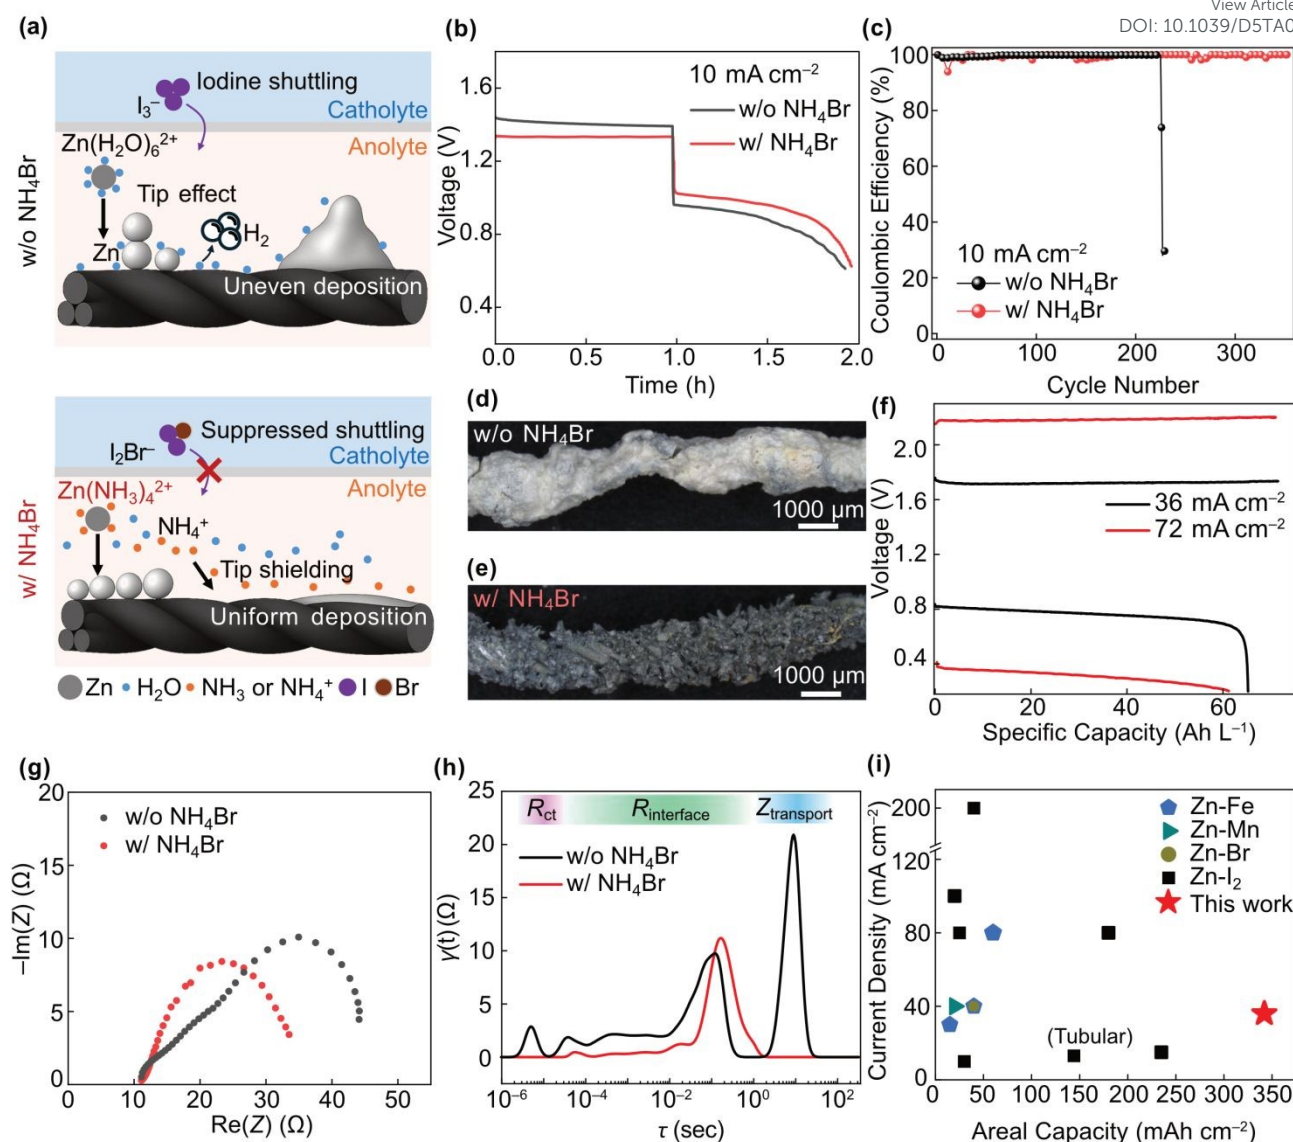 View Article
DOI: 10.1039/D5TA0
(a)
w/o NH₄Br
Iodine shuttling
I₃⁻
Catholyte
Zn(H₂O)₆²⁺
Anolyte
Tip effect
H₂
Zn
Uneven deposition
w/ NH₄Br
Suppressed shuttling
I₂Br⁻
Catholyte
Zn(NH₃)₄²⁺
Anolyte
NH₄⁺
Tip shielding
Uniform deposition
Zn H₂O NH₃ or NH₄⁺ I Br
(b)
10 mA cm⁻²
w/o NH₄Br
w/ NH₄Br
Voltage (V)
1.6
1.2
0.8
0.4
0.0 0.5 1.0 1.5 2.0
Time (h)
(c)
Coulombic Efficiency (%)
100
80
60
40
20
0
10 mA cm⁻²
w/o NH₄Br
w/ NH₄Br
0 100 200 300
Cycle Number
(d)
w/o NH₄Br
1000 µm
(e)
w/ NH₄Br
1000 µm
(f)
Voltage (V)
2.0
1.6
1.2
0.8
0.4
36 mA cm⁻²
72 mA cm⁻²
0 20 40 60
Specific Capacity (Ah L⁻¹)
(g)
−Im(Z) (Ω)
20
15
10
5
0
w/o NH₄Br
w/ NH₄Br
0 10 20 30 40 50
Re(Z) (Ω)
(h)
γ(t) (Ω)
25
20
15
10
5
0
R_ct R_interface Z_transport
w/o NH₄Br
w/ NH₄Br
10⁻⁶ 10⁻⁴ 10⁻² 10⁰ 10²
τ (sec)
(i)
Current Density (mA cm⁻²)
200
120
80
40
0
Zn-Fe
Zn-Mn
Zn-Br
Zn-I₂
This work
(Tubular)
0 50 100 150 200 250 300 350
Areal Capacity (mAh cm⁻²)